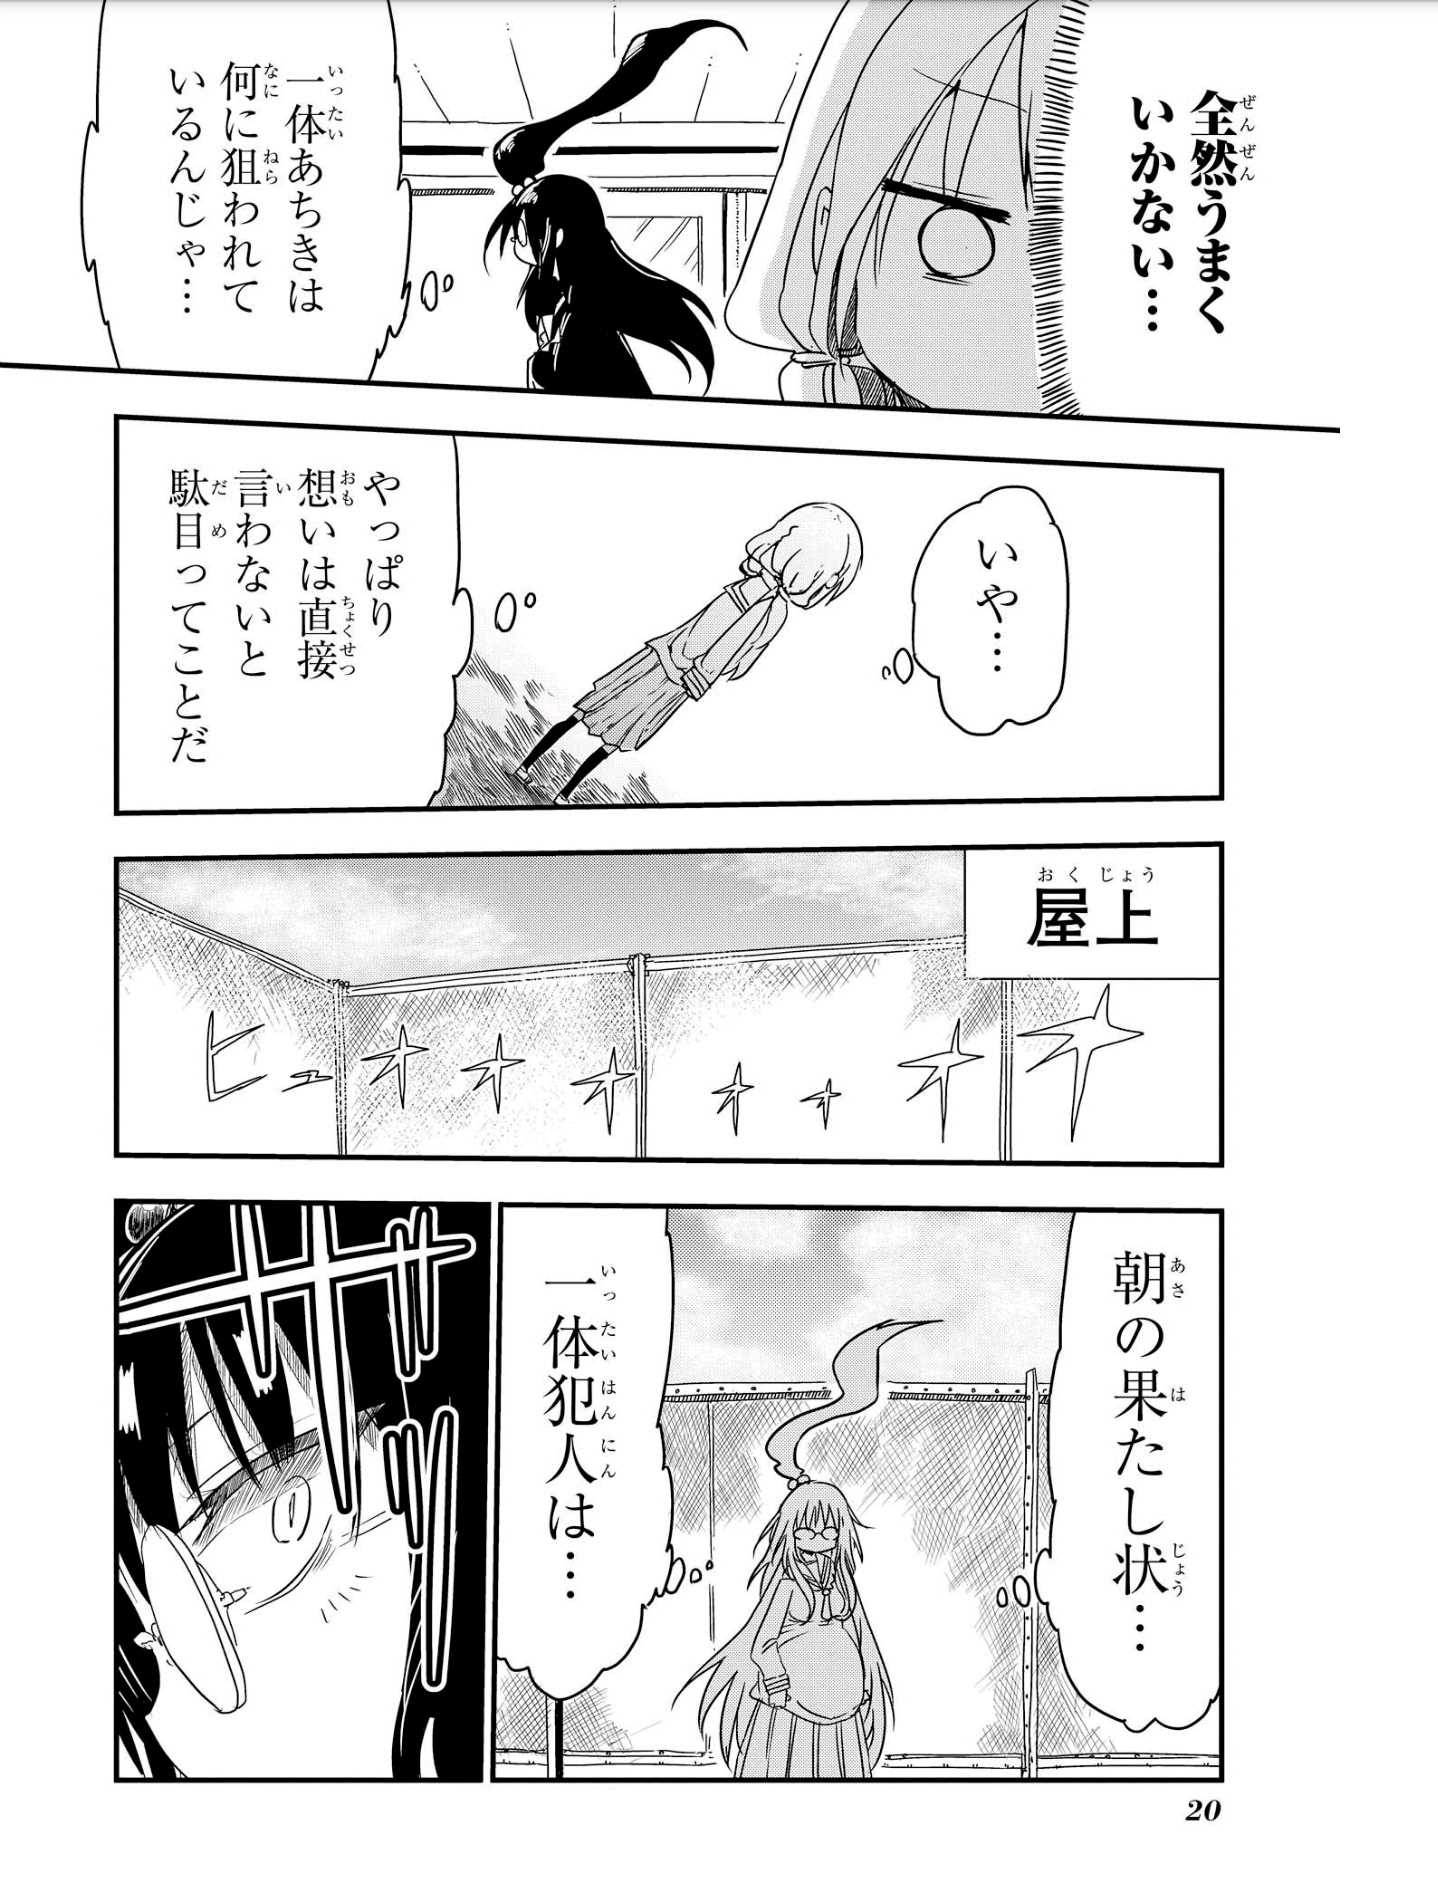 全然うまく
いかない…
一体あちきは
何に狙われて
いるんじゃ…
いや…
やっぱり
想いは直接
言わないと
駄目ってことだ
屋上
ヒュオオオオオオオ
朝の果たし状…
一体犯人は…
ザッ
20